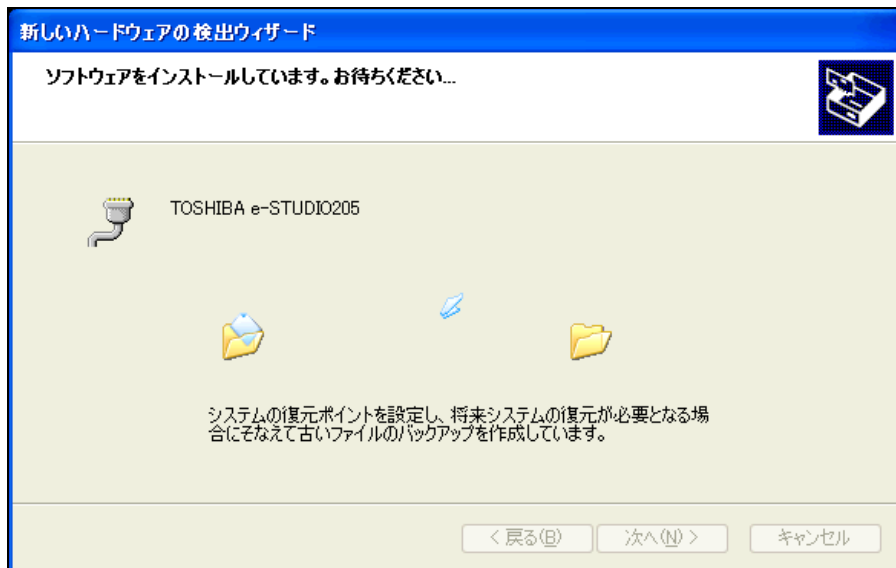 新しいハードウェアの検出ウィザード
ソフトウェアをインストールしています。お待ちください...
TOSHIBA e-STUDIO205
システムの復元ポイントを設定し、将来システムの復元が必要となる場
合にそなえて古いファイルのバックアップを作成しています。
< 戻る(B) 次へ(N) > キャンセル